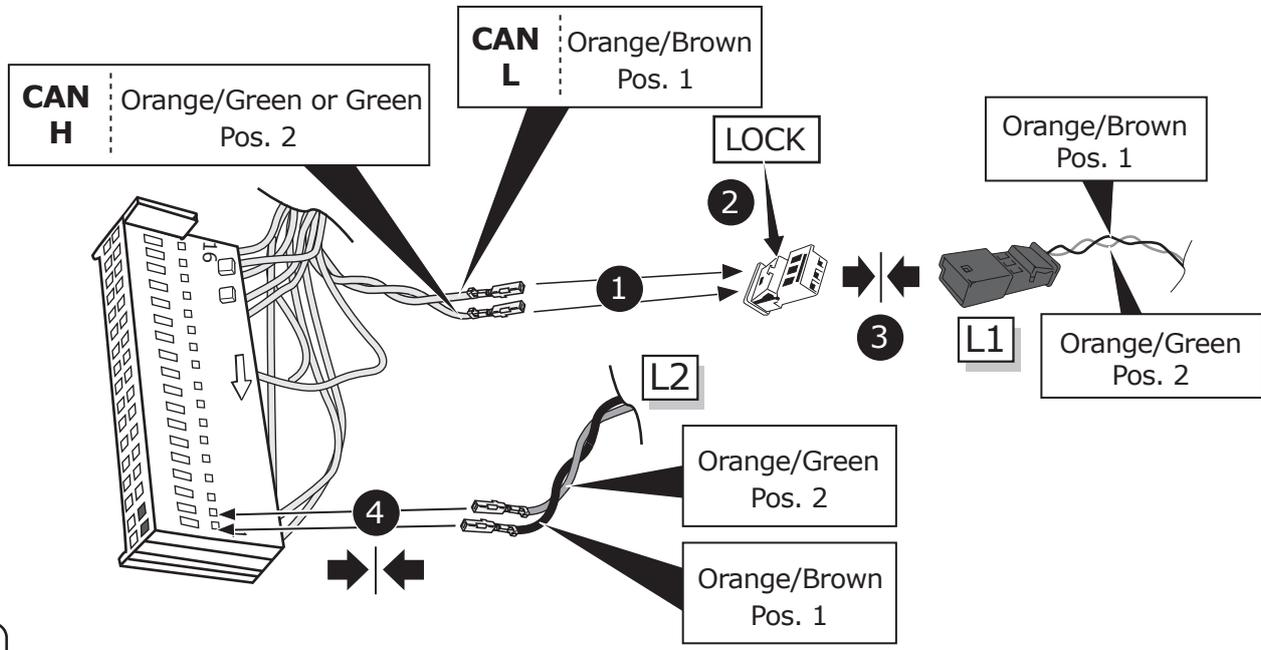 CAN L
Orange/Brown
Pos. 1
CAN H
Orange/Green or Green
Pos. 2
LOCK
Orange/Brown
Pos. 1
2
16
1
3
L1
Orange/Green
Pos. 2
L2
Orange/Green
Pos. 2
4
Orange/Brown
Pos. 1